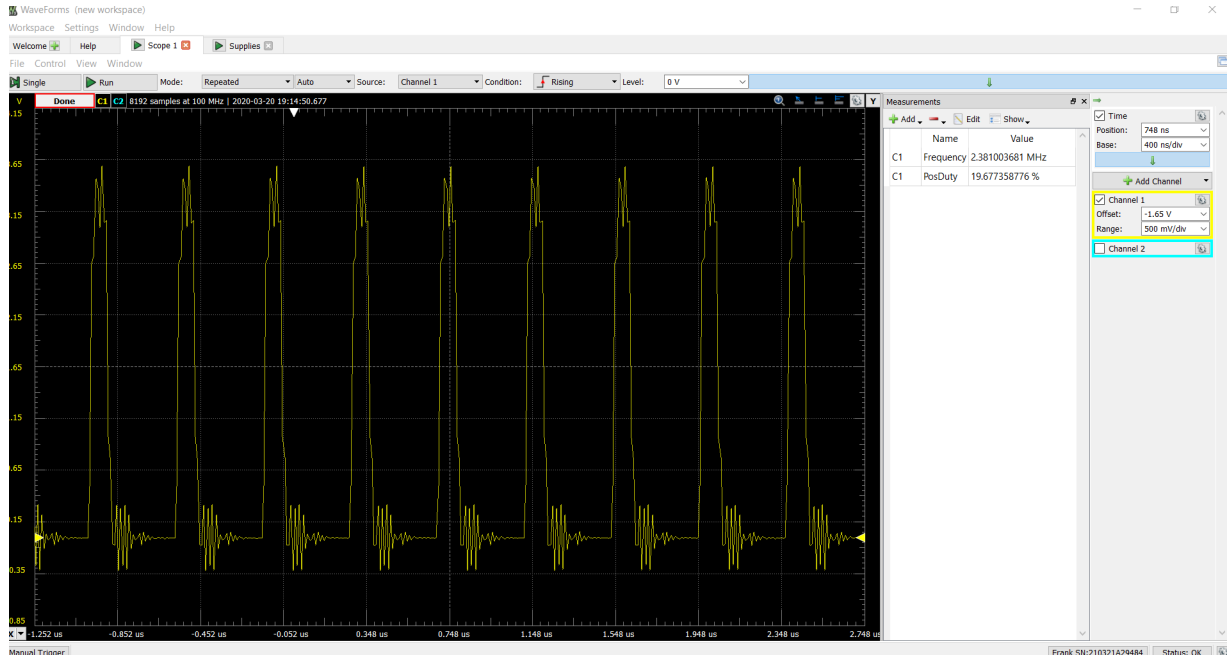 WaveForms (new workspace)
Workspace Settings Window Help
Welcome Help Scope 1 Supplies
File Control View Window
Single Run Mode: Repeated Auto Source: Channel 1 Condition: Rising Level: 0 V
V Done C1 C2 8192 samples at 100 MHz | 2020-03-20 19:14:50.677 Y
.15
.65
.15
.65
.15
.65
.15
.65
.15
0.35
0.85
X -1.252 us -0.852 us -0.452 us -0.052 us 0.348 us 0.748 us 1.148 us 1.548 us 1.948 us 2.348 us 2.748 us
Manual Trigger
Measurements
Add Edit Show
Name Value
C1 Frequency 2.381003681 MHz
C1 PosDuty 19.677358776 %
Time
Position: 748 ns
Base: 400 ns/div
Add Channel
Channel 1
Offset: -1.65 V
Range: 500 mV/div
Channel 2
Frank SN:210321A29484 Status: OK